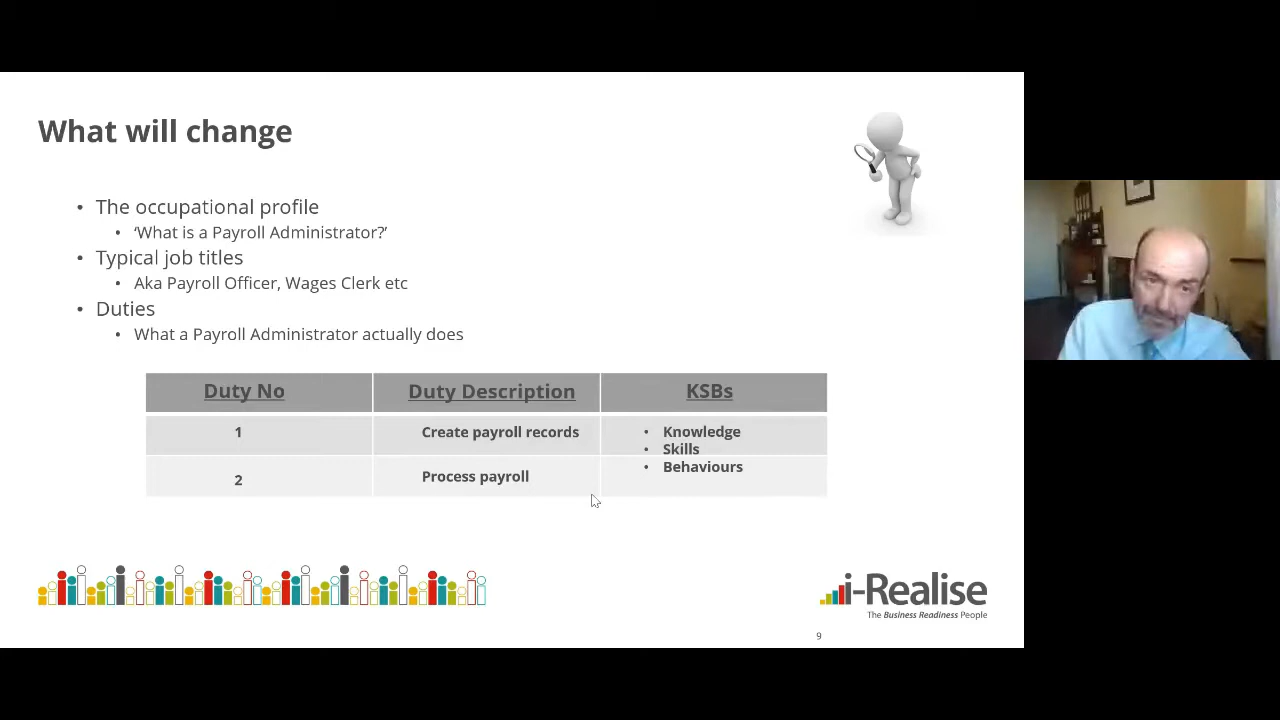 What will change
• The occupational profile
• ‘What is a Payroll Administrator?’
• Typical job titles
• Aka Payroll Officer, Wages Clerk etc
• Duties
• What a Payroll Administrator actually does
Duty No Duty Description KSBs
1 Create payroll records • Knowledge
• Skills
2 Process payroll • Behaviours
i-Realise
The Business Readiness People
9